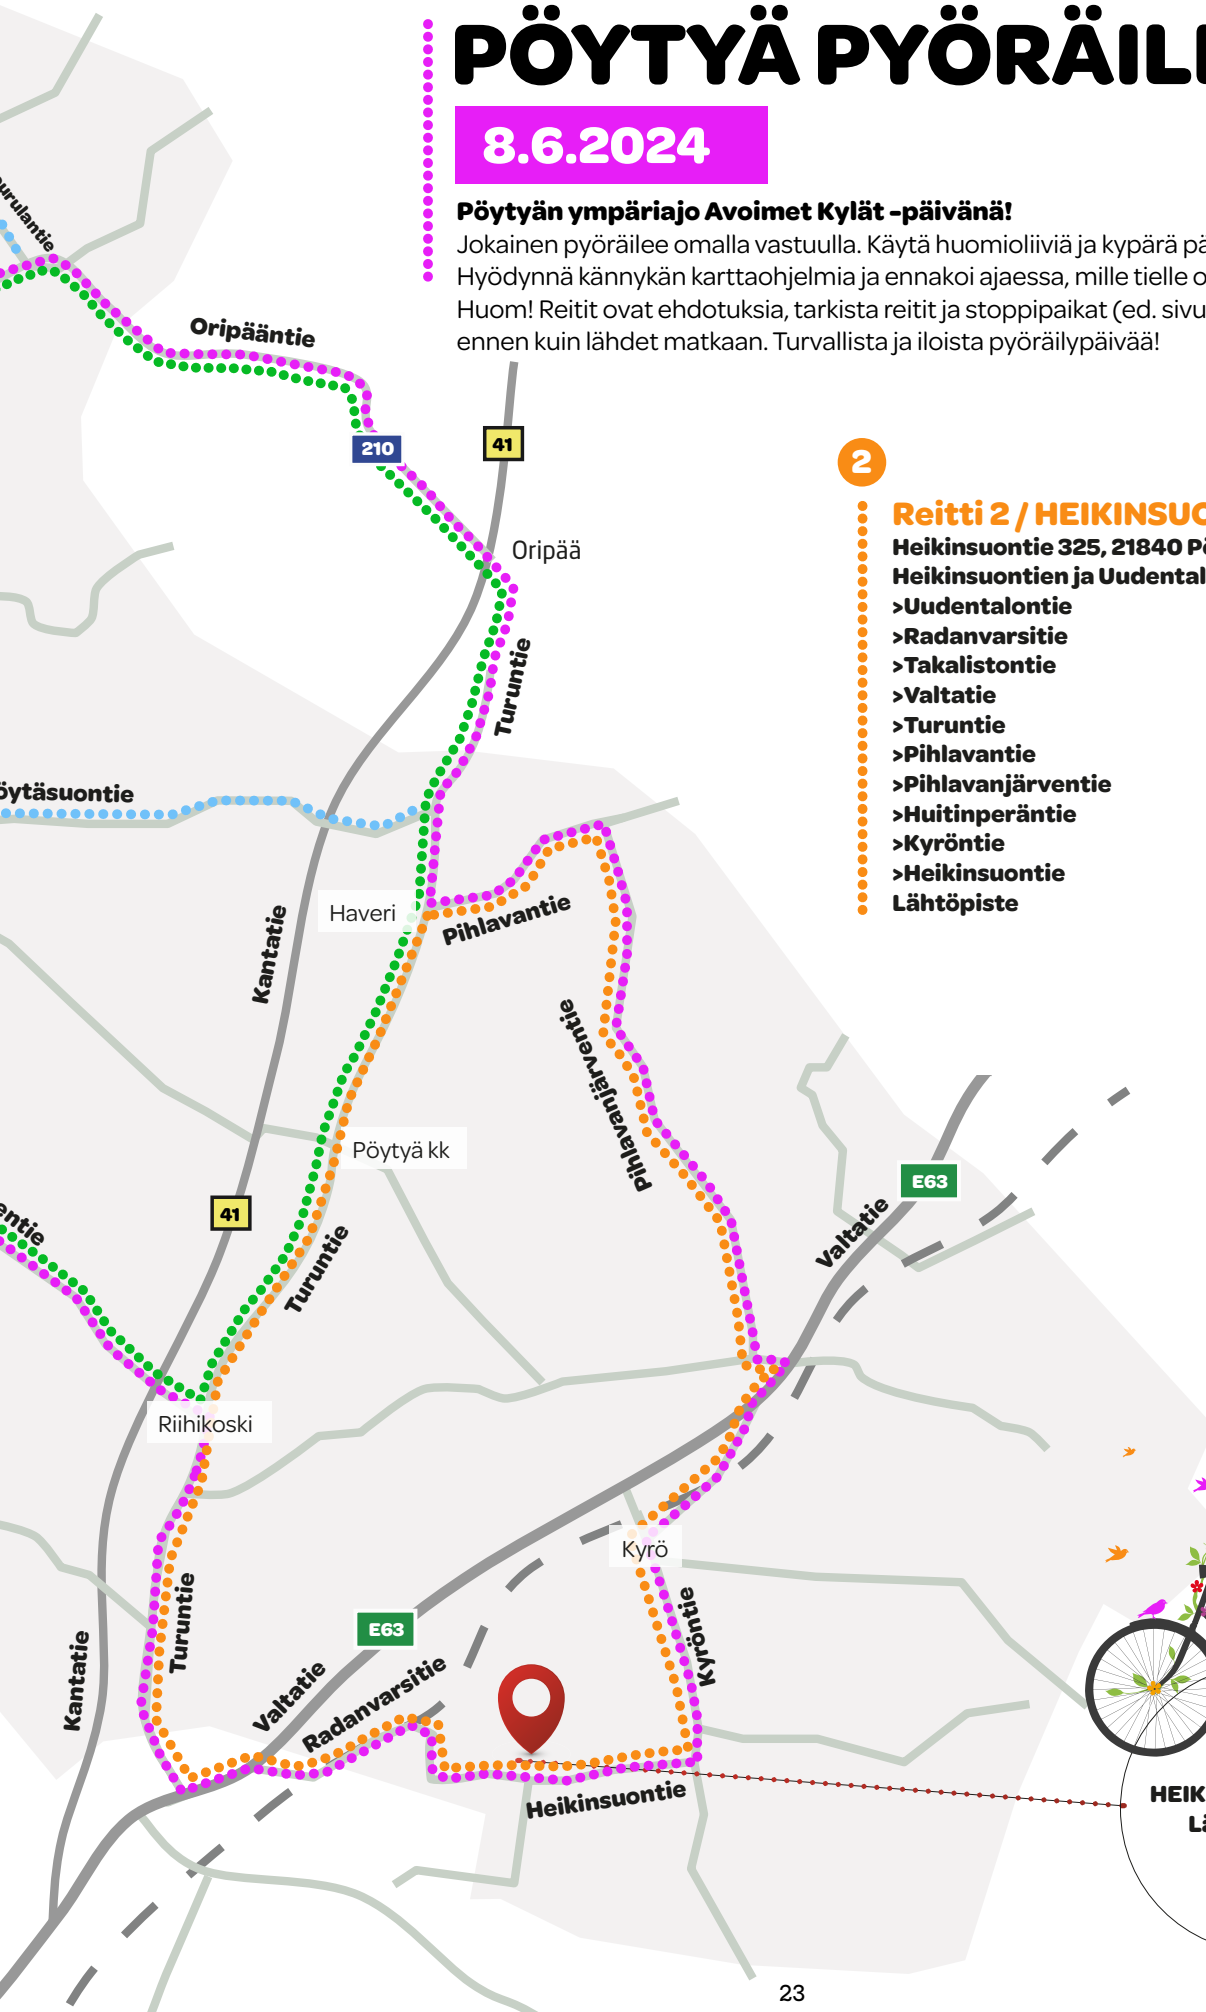 PÖYTYÄ PYÖRÄIL
8.6.2024
Pöytyän ympäriajo Avoimet Kylät -päivänä!
Jokainen pyöräilee omalla vastuulla. Käytä huomioliiviä ja kypärä
Hyödynnä kännykän karttaohjelmia ja ennakoi ajaessa, mille tielle
Huom! Reitit ovat ehdotuksia, tarkista reitit ja stoppipaikat (ed. sivu
ennen kuin lähdet matkaan. Turvallista ja iloista pyöräilypäivää!
urulantie
Oripääntie
210
41
Oripää
Turuntie
2
Reitti 2 / HEIKINSUO
Heikinsuontie 325, 21840
Heikinsuontien ja Uudental
>Uudentalontie
>Radanvarsitie
>Takalistontie
>Valtatie
>Turuntie
>Pihlavantie
>Pihlavanjärventie
>Huitinperäntie
>Kyröntie
>Heikinsuontie
Lähtöpiste
öytäsuontie
Haveri
Pihlavantie
Kantatie
Pihlavanjärventie
Pöytyä kk
E63
Valtatie
41
entie
Turuntie
Riihikoski
Kyrö
Turuntie
Kyröntie
E63
Kantatie
Valtatie
Radanvarsitie
Heikinsuontie
HEIK
Lä
23